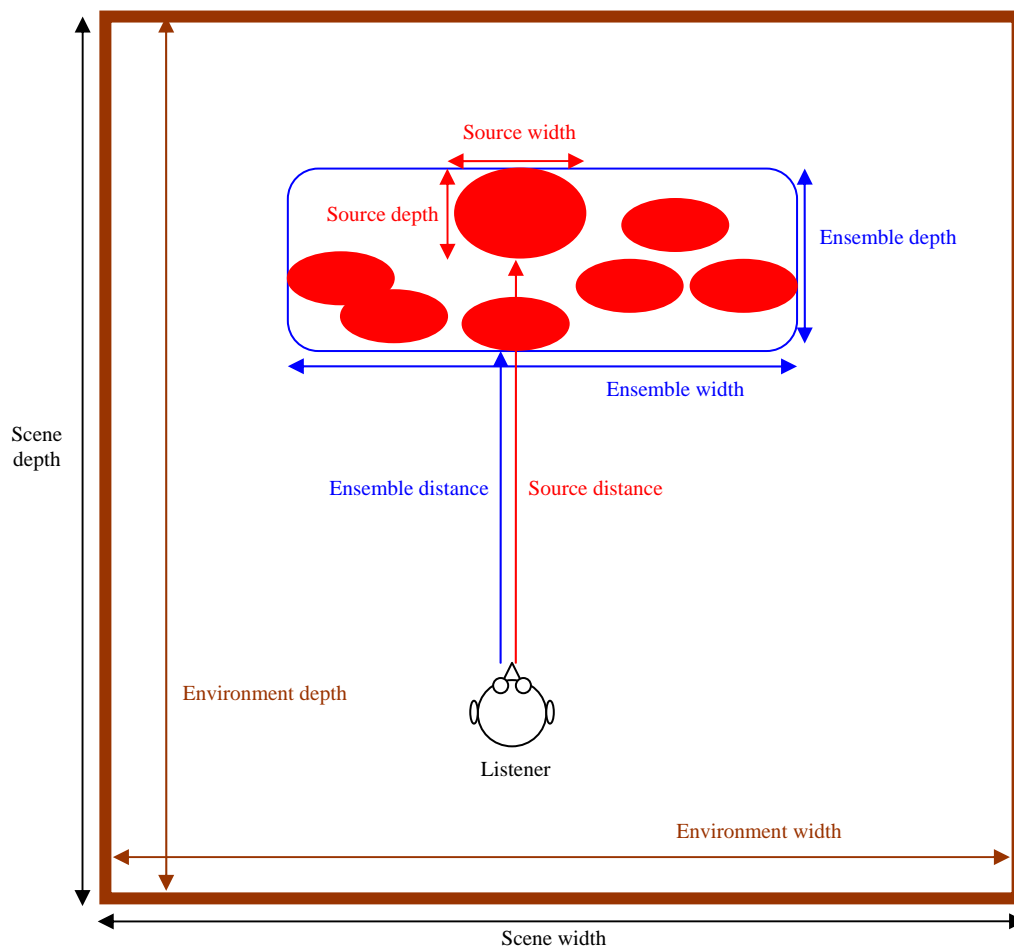 Source width
Source depth
Ensemble depth
Ensemble width
Scene
depth
Ensemble distance
Source distance
Environment depth
Listener
Environment width
Scene width